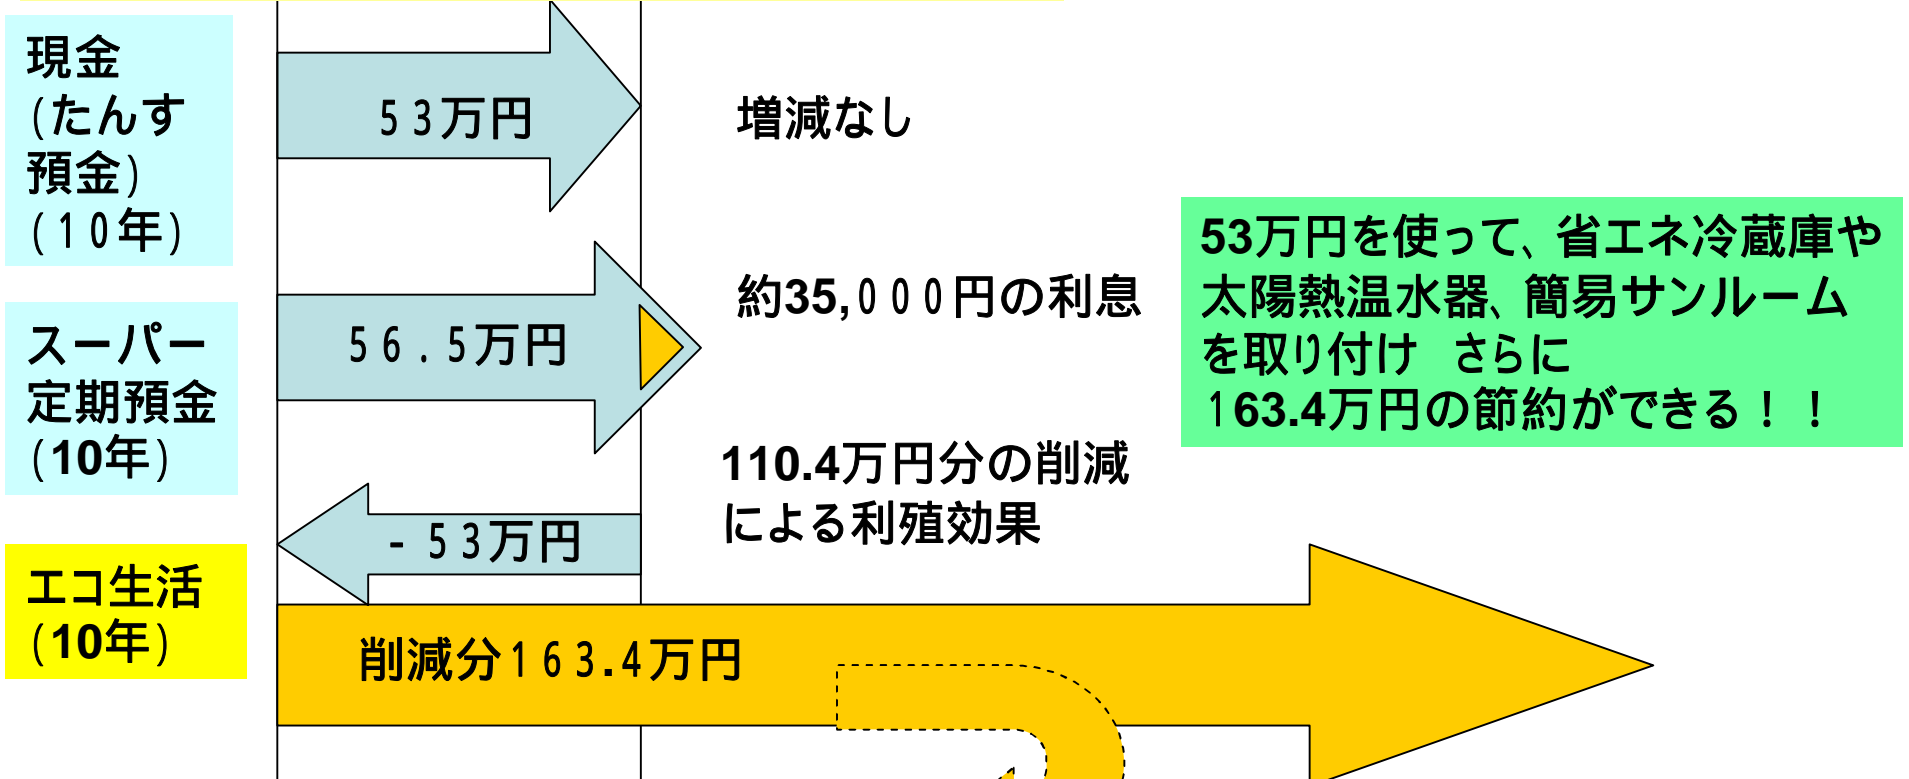 現金
(たんす
預金)
(10年)
53万円
増減なし
スーパー
定期預金
(10年)
56.5万円
約35,000円の利息
53万円を使って、省エネ冷蔵庫や
太陽熱温水器、簡易サンルーム
を取り付け さらに
163.4万円の節約ができる！！
エコ生活
(10年)
-53万円
110.4万円分の削減
による利殖効果
削減分163.4万円